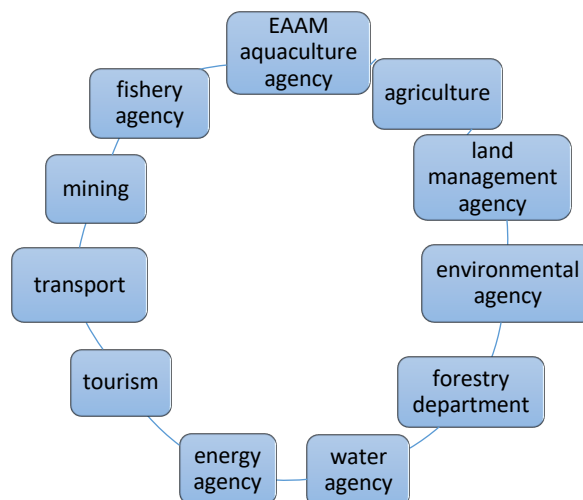 EAAM
aquaculture
agency
agriculture
land
management
agency
environmental
agency
forestry
department
water
agency
energy
agency
tourism
transport
mining
fishery
agency